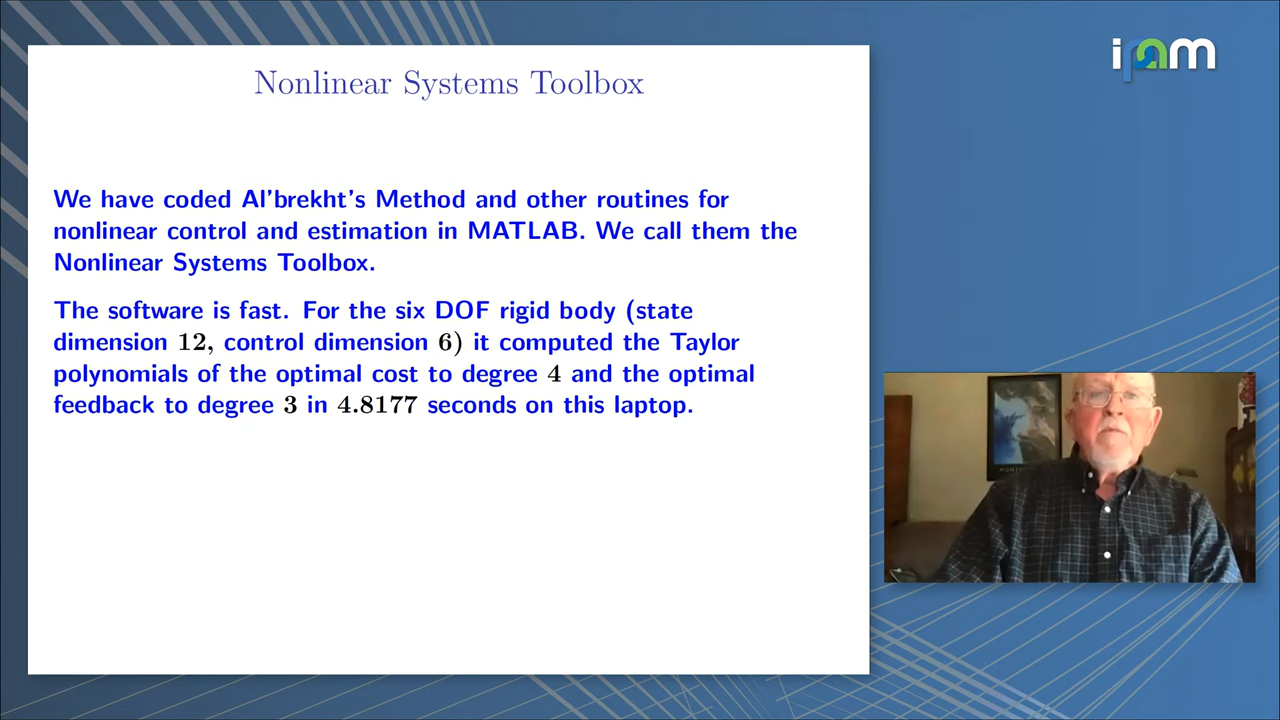 Nonlinear Systems Toolbox
ipam
We have coded Al'brekht's Method and other routines for
nonlinear control and estimation in MATLAB. We call them the
Nonlinear Systems Toolbox.
The software is fast. For the six DOF rigid body (state
dimension 12, control dimension 6) it computed the Taylor
polynomials of the optimal cost to degree 4 and the optimal
feedback to degree 3 in 4.8177 seconds on this laptop.